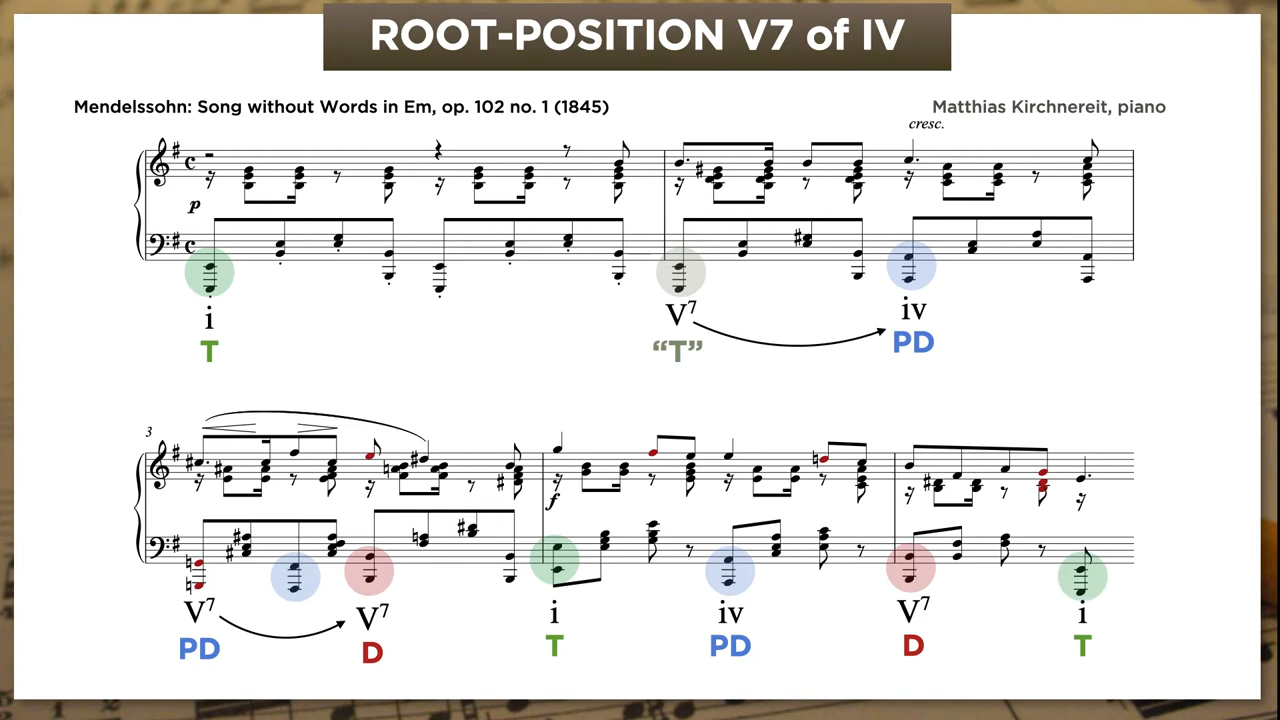 ROOT-POSITION V7 of IV
Mendelssohn: Song without Words in Em, op. 102 no. 1 (1845)
Matthias Kirchnereit, piano
cresc.
p
i V⁷ iv
T “T” PD
3
f
V⁷ V⁷ i iv V⁷ i
PD D T PD D T